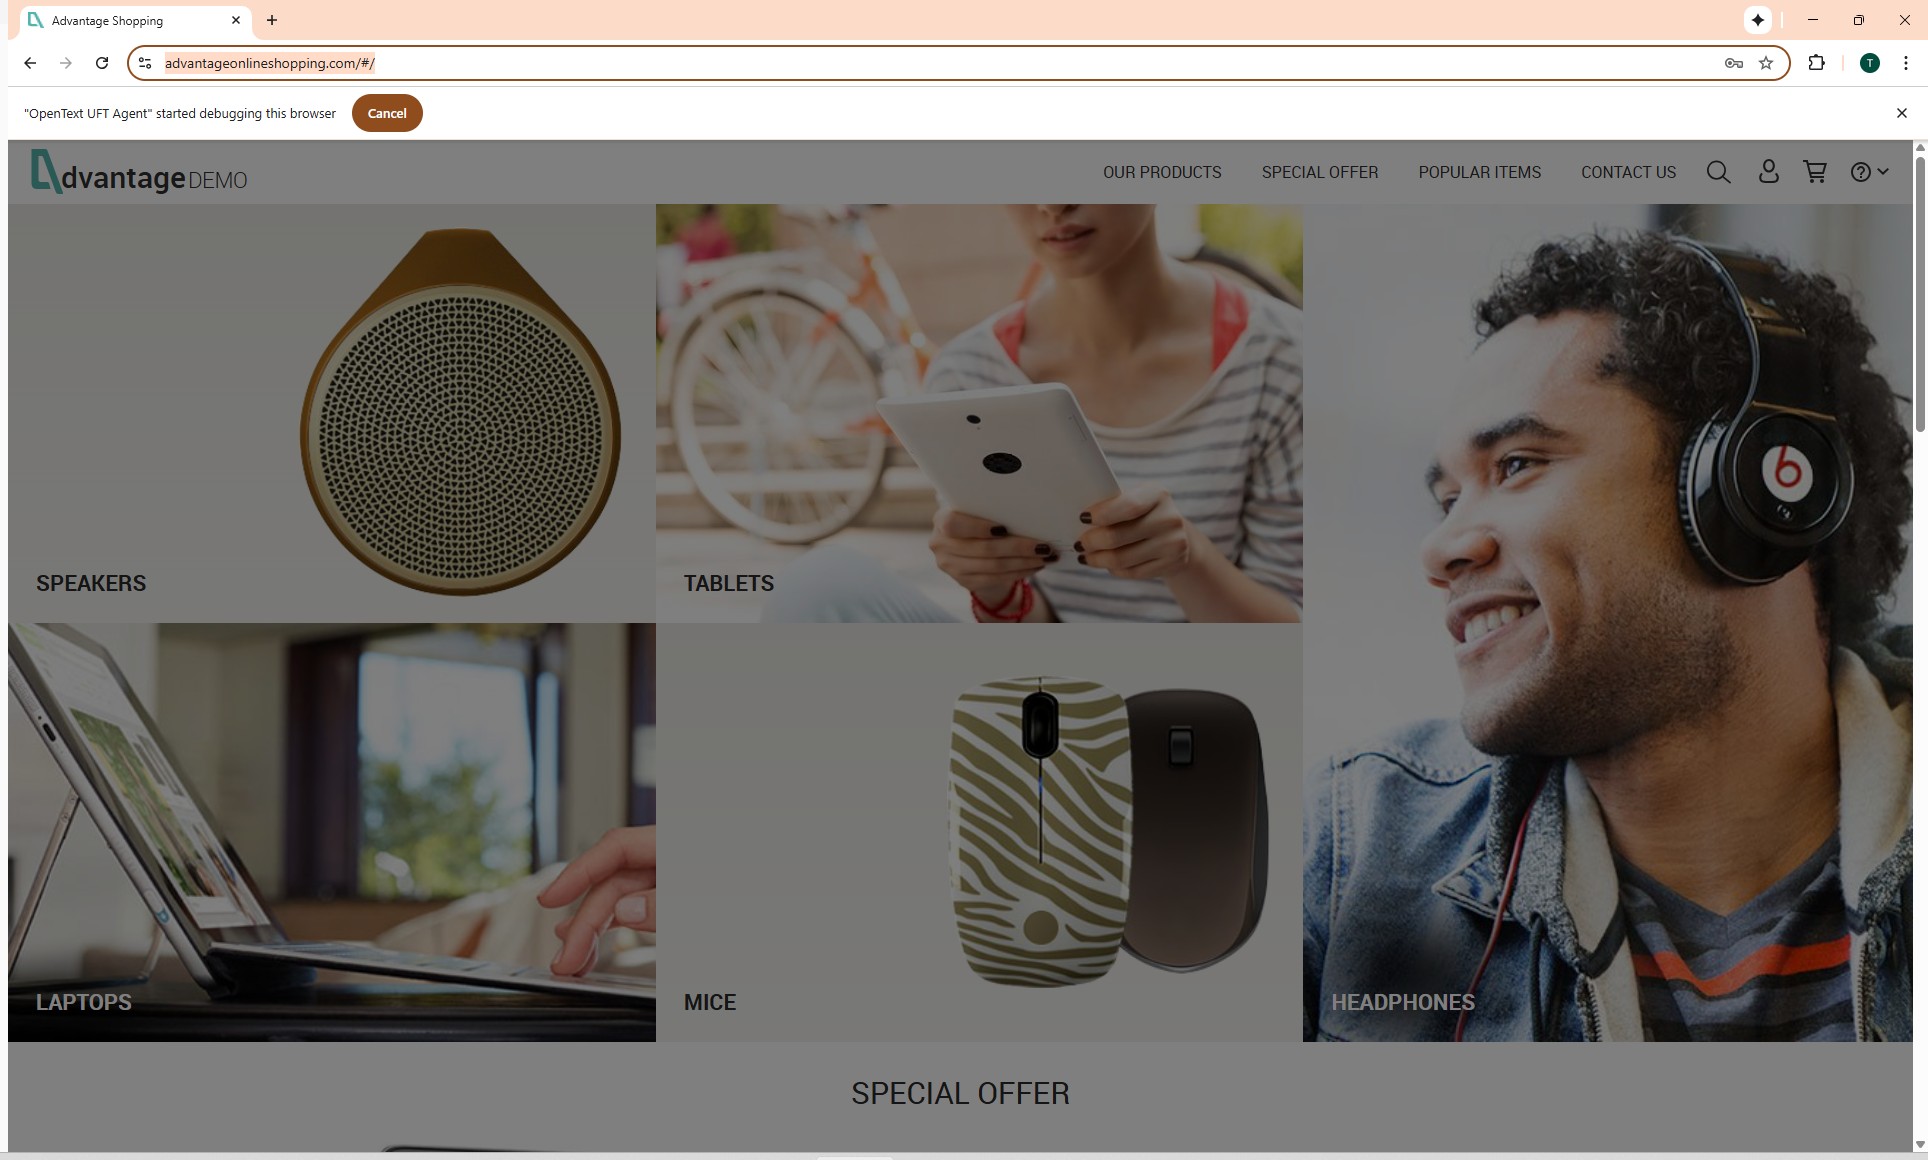 Advantage Shopping
advantageonlineshopping.com/#/
T
"OpenText UFT Agent" started debugging this browser
Cancel
dvantage DEMO
OUR PRODUCTS
SPECIAL OFFER
POPULAR ITEMS
CONTACT US
SPEAKERS
TABLETS
b
LAPTOPS
MICE
HEADPHONES
SPECIAL OFFER